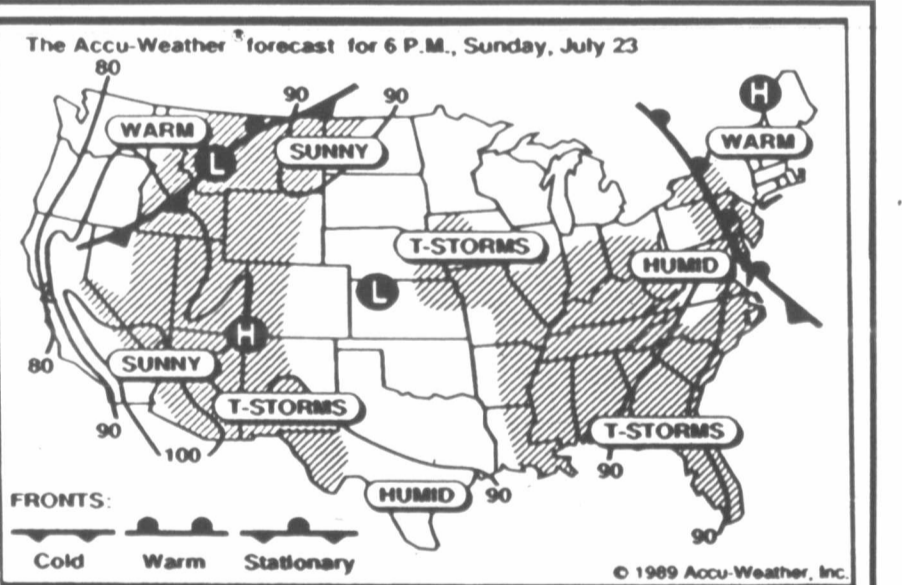 The Accu-Weather ® forecast for 6 P.M., Sunday, July 23
80
90
90
H
WARM
WARM
L
SUNNY
T-STORMS
HUMID
L
H
80
SUNNY
T-STORMS
T-STORMS
90
100
90
HUMID
90
90
FRONTS:
Cold
Warm
Stationary
© 1989 Accu-Weather, Inc.